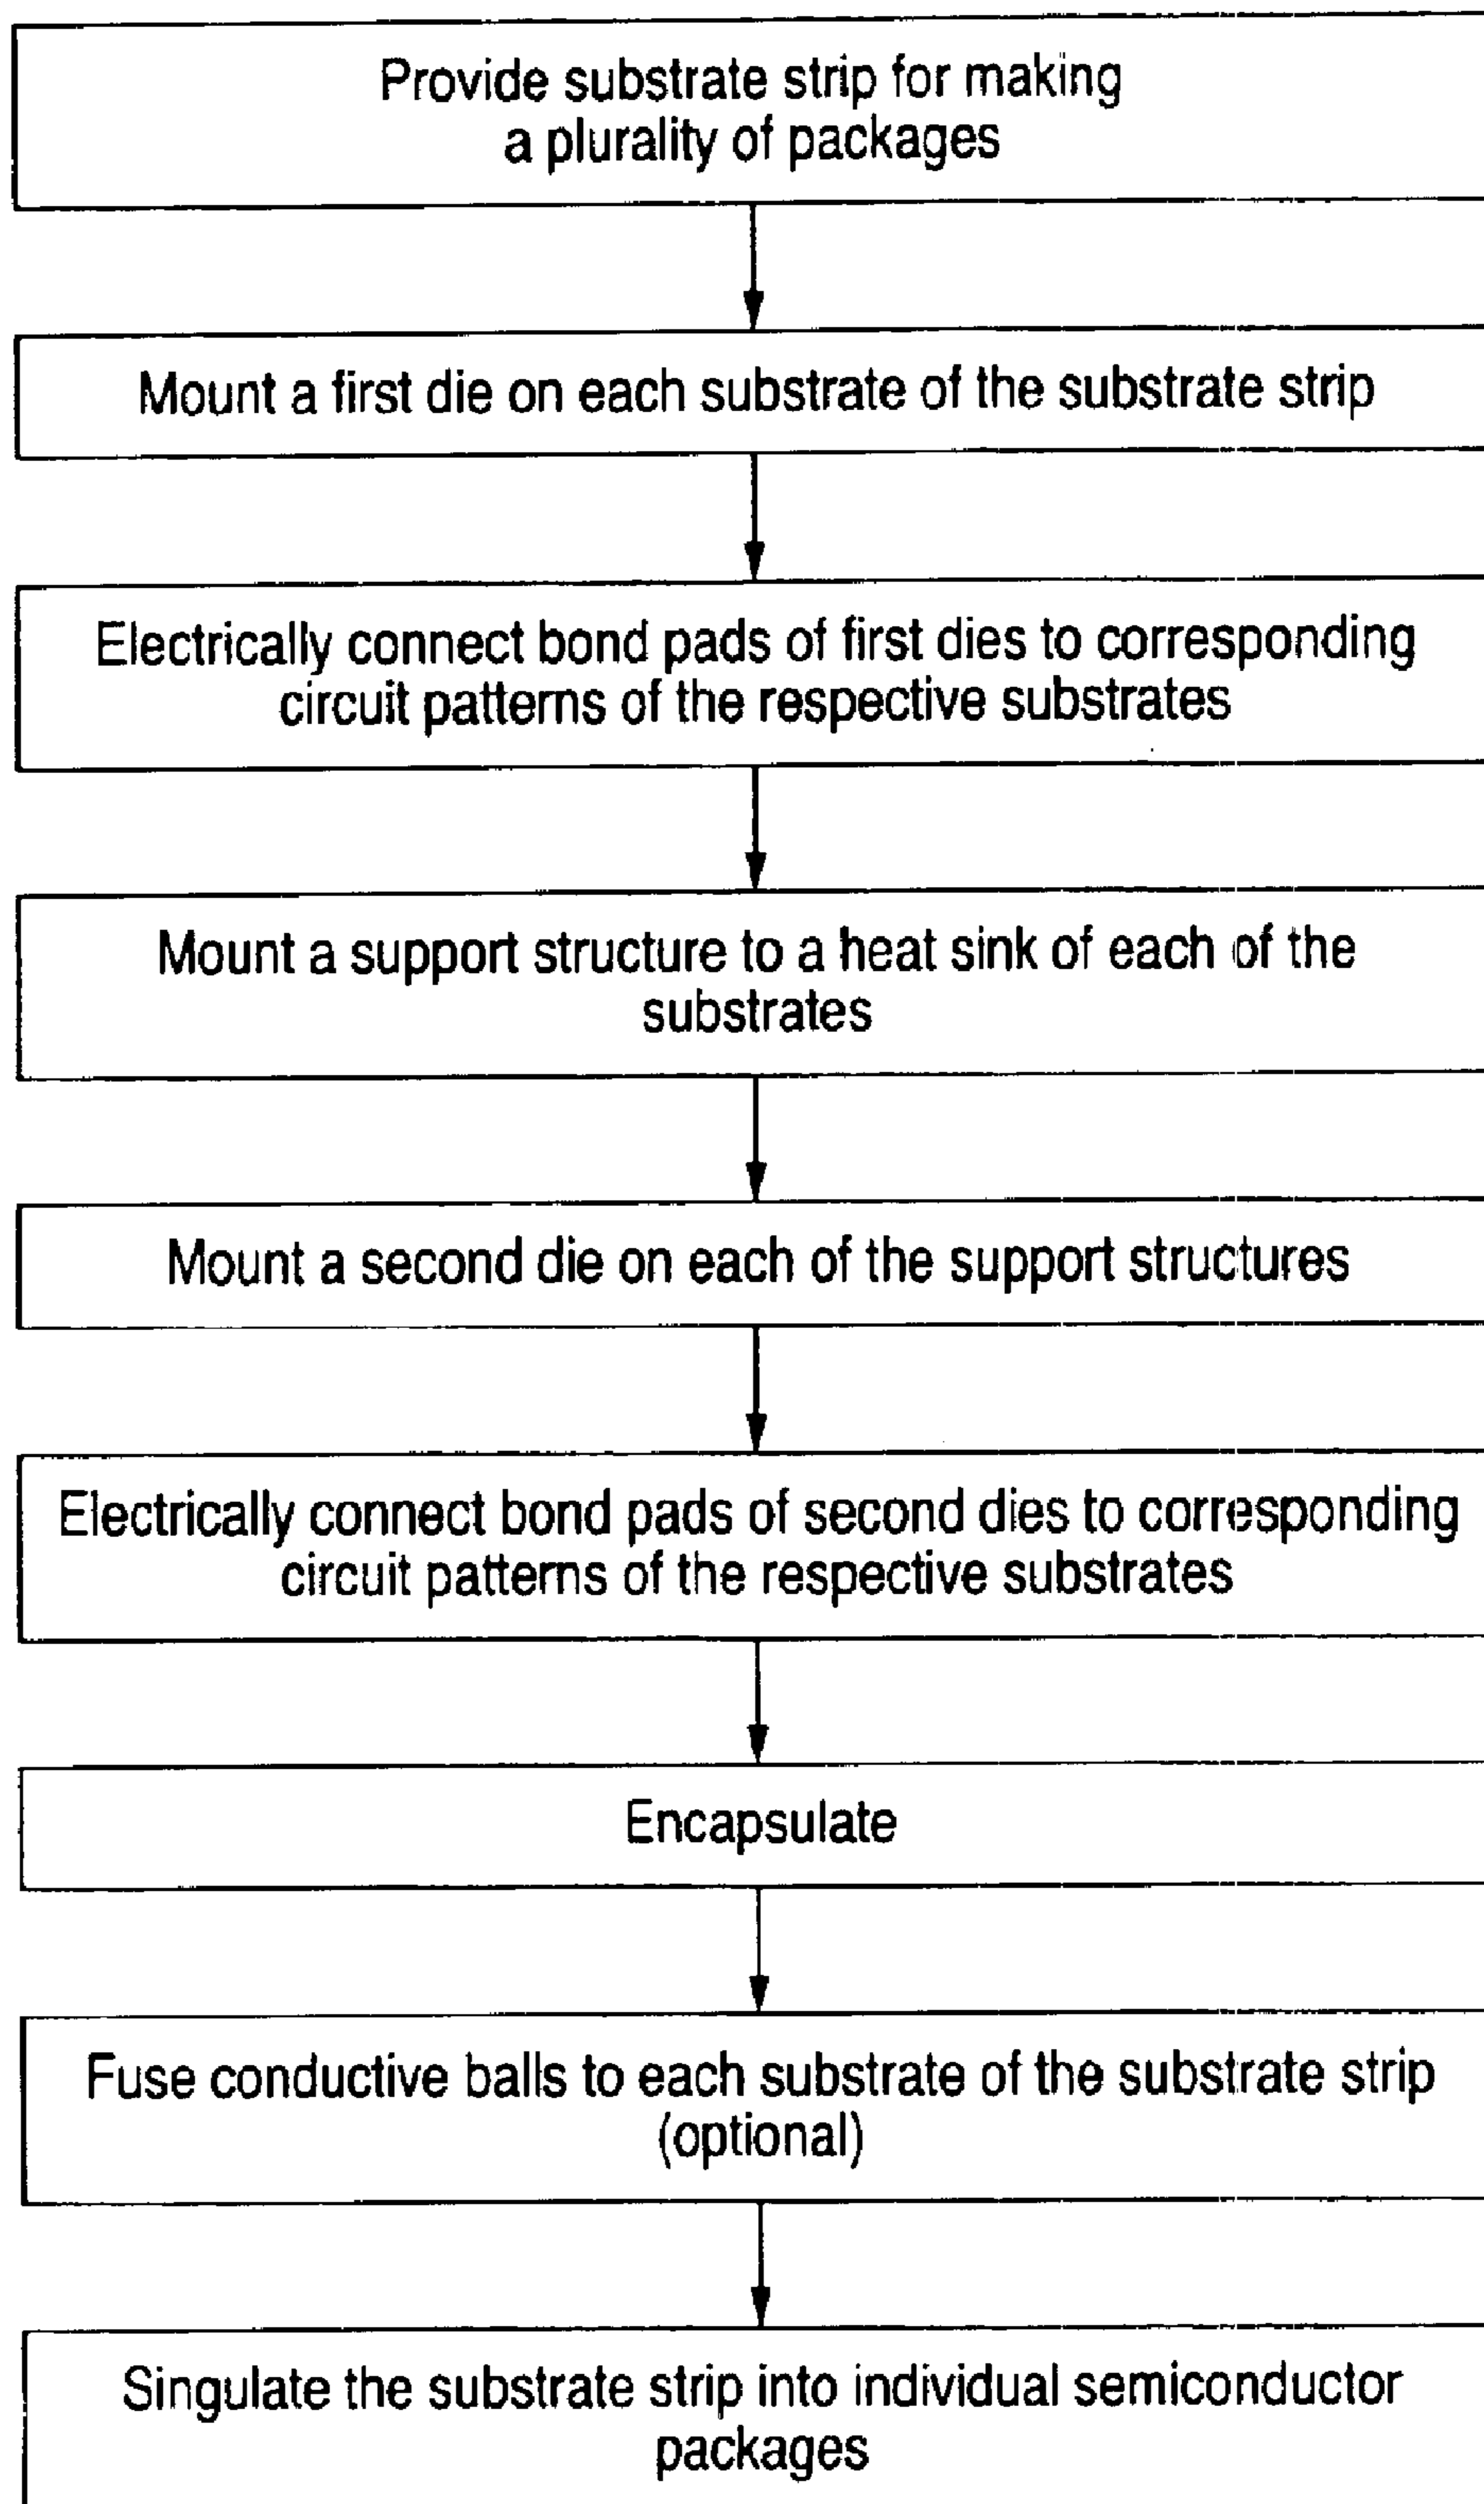 Provide substrate strip for making
a plurality of packages
Mount a first die on each substrate of the substrate strip
Electrically connect bond pads of first dies to corresponding
circuit patterns of the respective substrates
Mount a support structure to a heat sink of each of the
substrates
Mount a second die on each of the support structures
Electrically connect bond pads of second dies to corresponding
circuit patterns of the respective substrates
Encapsulate
Fuse conductive balls to each substrate of the substrate strip
(optional)
Singulate the substrate strip into individual semiconductor
packages